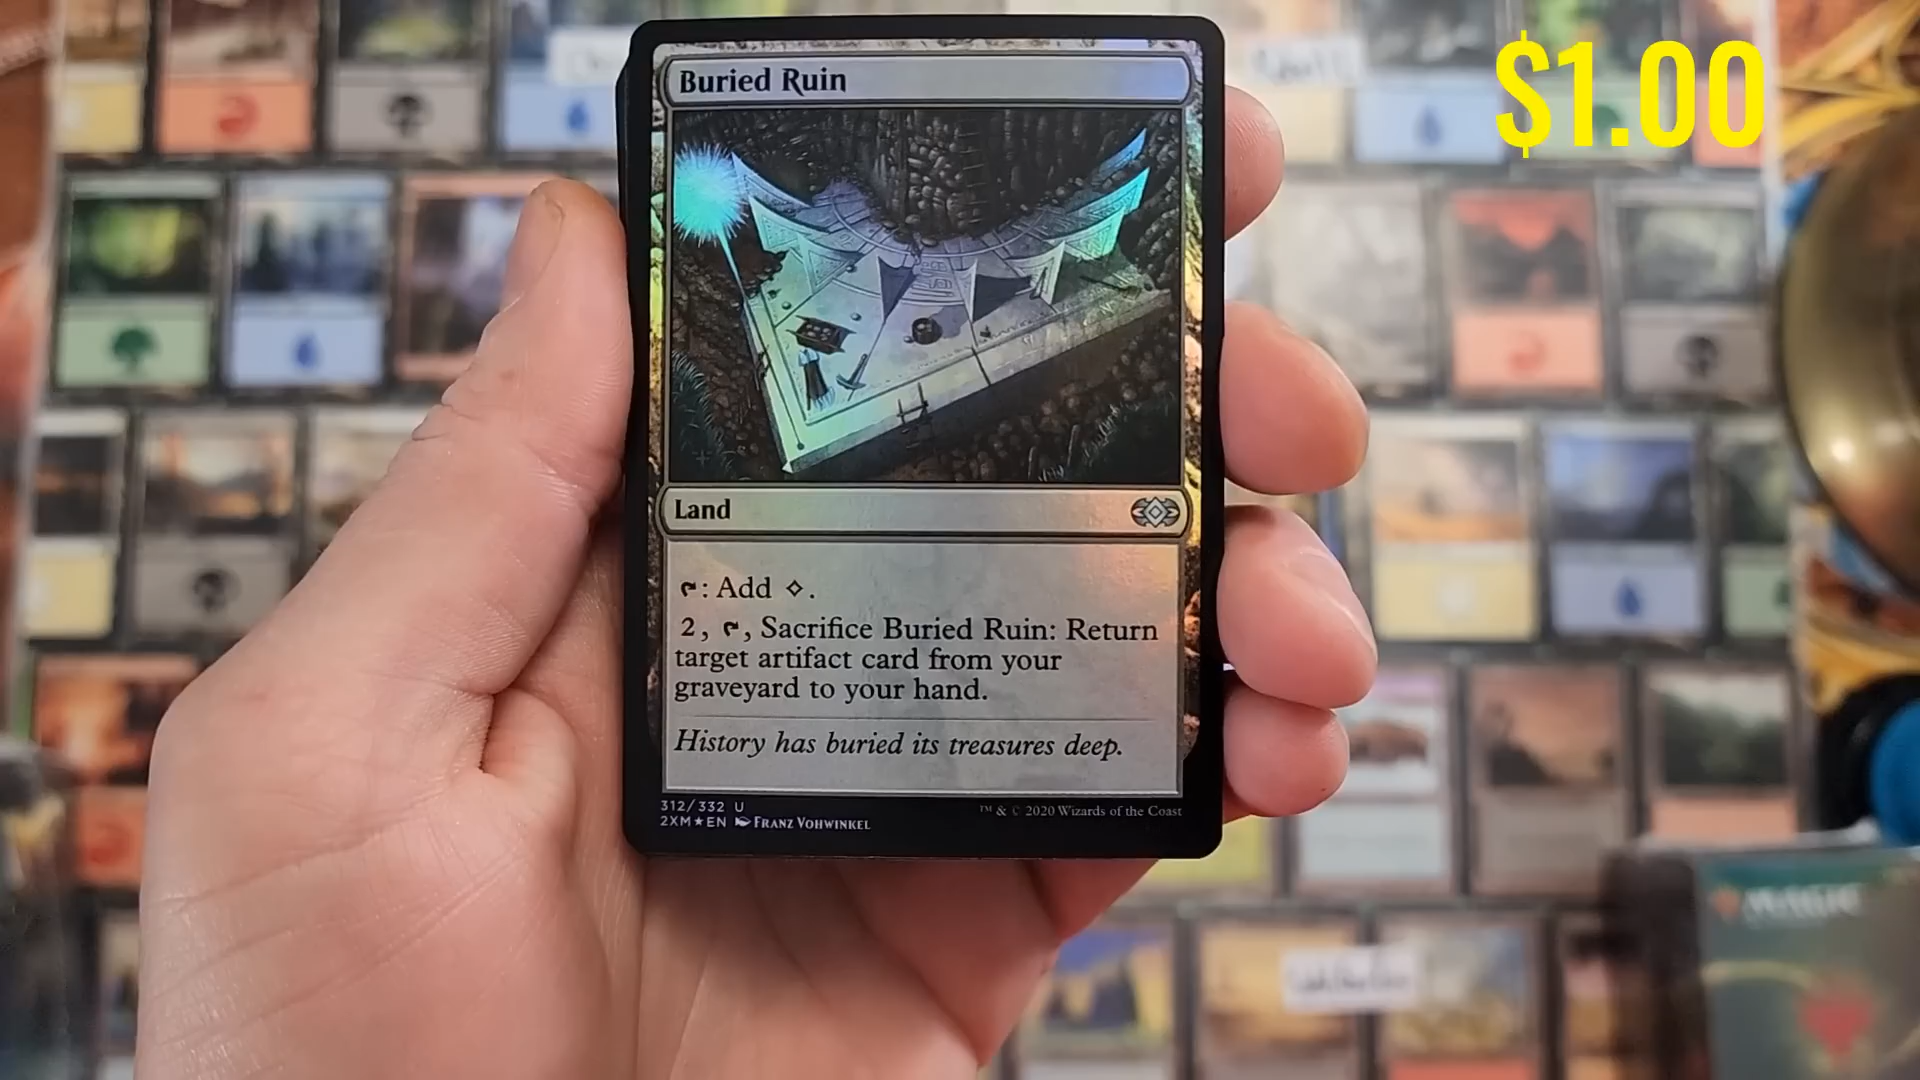 $1.00
Buried Ruin
Land
: Add .
2, , Sacrifice Buried Ruin: Return
target artifact card from your
graveyard to your hand.
History has buried its treasures deep.
312/332 U
2XM★EN Franz Vohwinkel
™ & © 2020 Wizards of the Coast
MAGIC